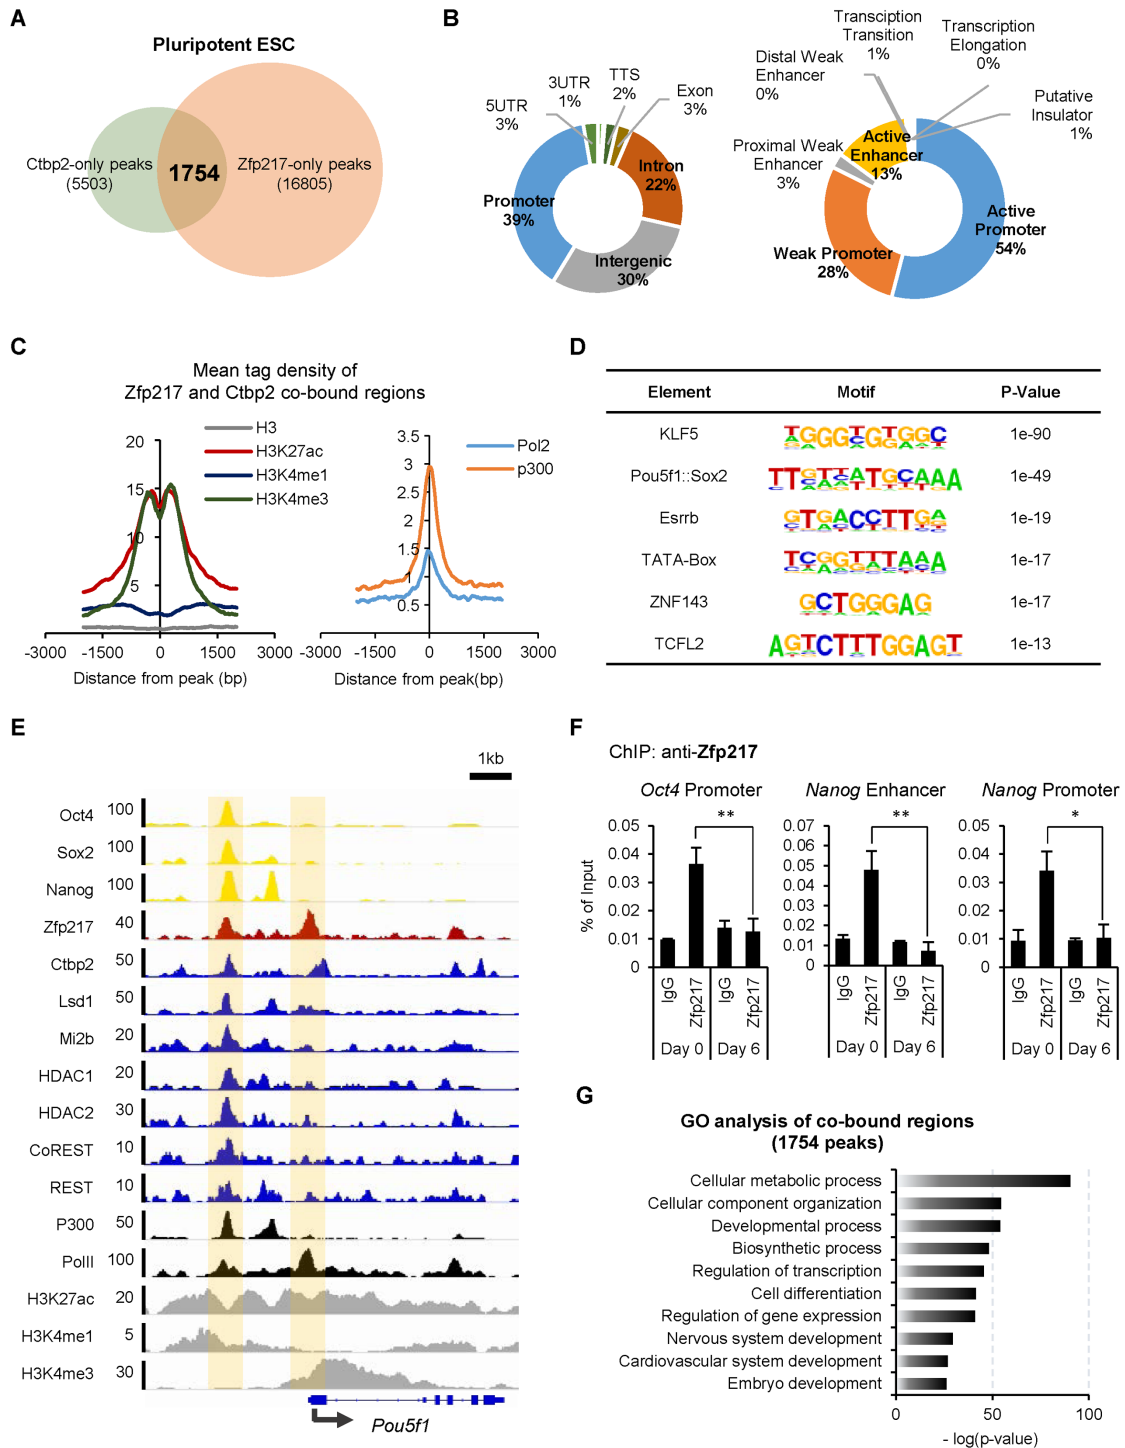 A
Pluripotent ESC
Ctbp2-only peaks
(5503)
1754
Zfp217-only peaks
(16805)
B
5UTR
3%
3UTR
1%
TTS
2%
Exon
3%
Intron
22%
Promoter
39%
Intergenic
30%
Transciption
Transition
1%
Transcription
Elongation
0%
Distal Weak
Enhancer
0%
Putative
Insulator
1%
Proximal Weak
Enhancer
3%
Active
Enhancer
13%
Active
Promoter
54%
Weak Promoter
28%
C
Mean tag density of
Zfp217 and Ctbp2 co-bound regions
H3
H3K27ac
H3K4me1
H3K4me3
20
15
10
5
-3000 -1500 0 1500 3000
Distance from peak (bp)
Pol2
p300
3.5
3
2.5
2
1.5
1
0.5
-3000 -1500 0 1500 3000
Distance from peak(bp)
D
Element Motif P-Value
KLF5 TGGGTGTGGC 1e-90
Pou5f1::Sox2 TTGTTATGCAAA 1e-49
Esrrb GTGACCTTGA 1e-19
TATA-Box TCGGTTTAAA 1e-17
ZNF143 GCTGGGAG 1e-17
TCFL2 AGTCTTTGGAGT 1e-13
E
1kb
Oct4 100
Sox2 100
Nanog 100
Zfp217 40
Ctbp2 50
Lsd1 50
Mi2b 20
HDAC1 20
HDAC2 30
CoREST 10
REST 10
P300 50
PolII 100
H3K27ac 20
H3K4me1 5
H3K4me3 30
Pou5f1
F
ChIP: anti-Zfp217
Oct4 Promoter
% of Input
0.05
0.04
0.03
0.02
0.01
0
**
IgG Zfp217 IgG Zfp217
Day 0 Day 6
Nanog Enhancer
0.07
0.06
0.05
0.04
0.03
0.02
0.01
0
**
IgG Zfp217 IgG Zfp217
Day 0 Day 6
Nanog Promoter
0.05
0.04
0.03
0.02
0.01
0
*
IgG Zfp217 IgG Zfp217
Day 0 Day 6
G
GO analysis of co-bound regions
(1754 peaks)
Cellular metabolic process
Cellular component organization
Developmental process
Biosynthetic process
Regulation of transcription
Cell differentiation
Regulation of gene expression
Nervous system development
Cardiovascular system development
Embryo development
0 50 100
- log(p-value)